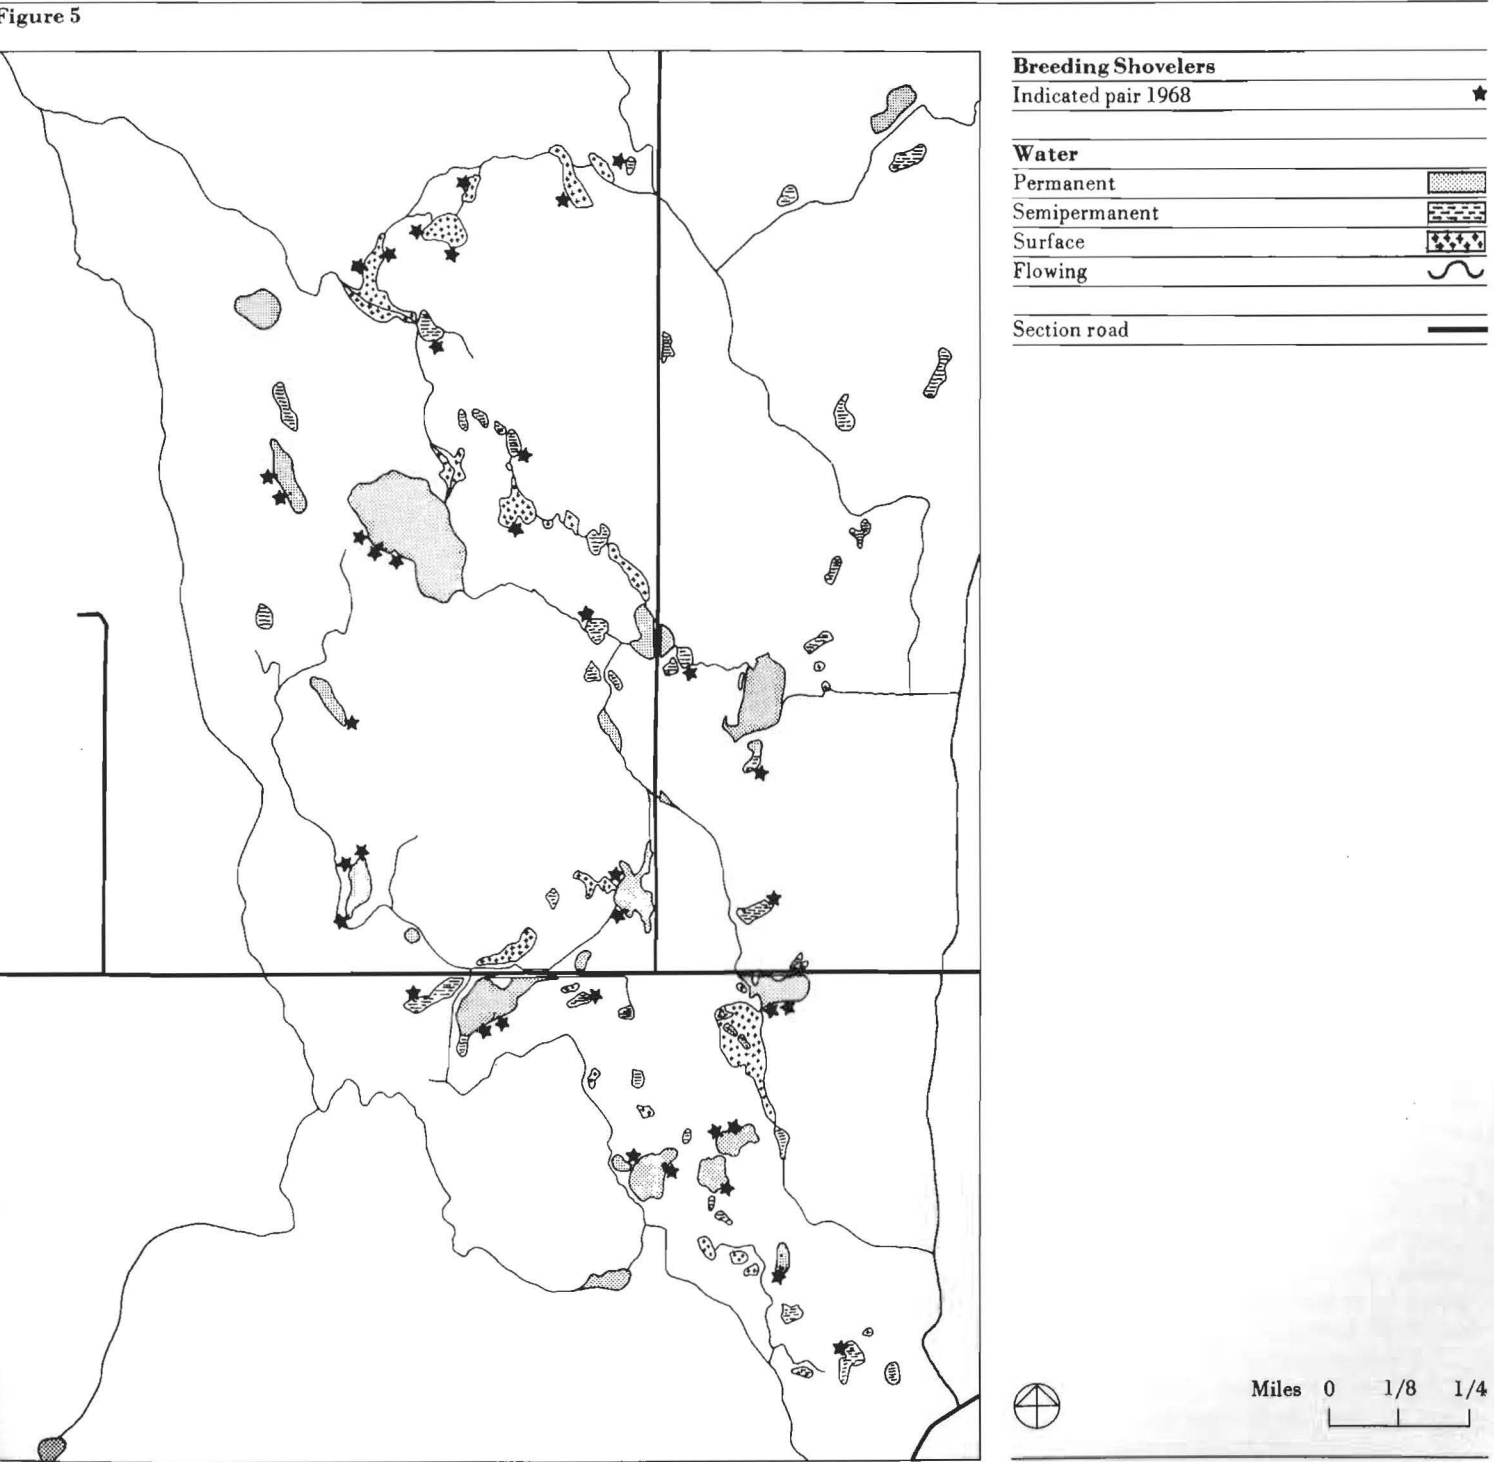 Figure 5
Breeding Shovelers
Indicated pair 1968
Water
Permanent
Semipermanent
Surface
Flowing
Section road
Miles 0 1/8 1/4